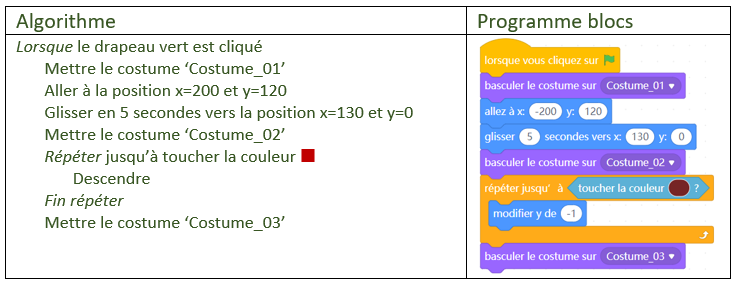 Algorithme
Lorsque le drapeau vert est cliqué
Mettre le costume ‘Costume_01’
Aller à la position x=200 et y=120
Glisser en 5 secondes vers la position x=130 et y=0
Mettre le costume ‘Costume_02’
Répéter jusqu’à toucher la couleur
Descendre
Fin répéter
Mettre le costume ‘Costume_03’
Programme blocs
lorsque vous cliquez sur
basculer le costume sur Costume_01
allez à x: -200 y: 120
glisser 5 secondes vers x: 130 y: 0
basculer le costume sur Costume_02
répéter jusqu' à toucher la couleur ?
modifier y de -1
basculer le costume sur Costume_03